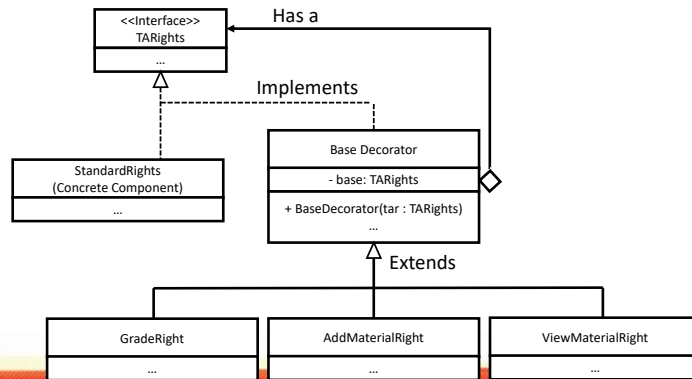 Has a
<<Interface>>
TARights
...
Implements
Base Decorator
- base: TARights
+ BaseDecorator(tar : TARights)
...
StandardRights
(Concrete Component)
...
Extends
GradeRight
...
AddMaterialRight
...
ViewMaterialRight
...